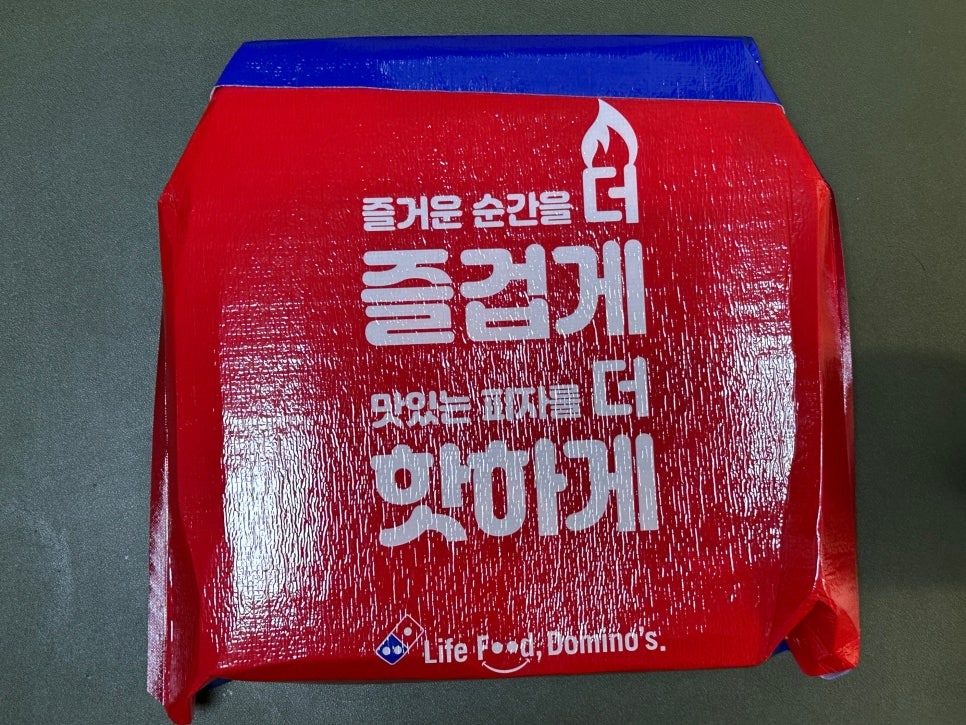 즐거운 순간을 더
즐겁게
맛있는 피자를 더
핫하게
Life Food, Domino's.